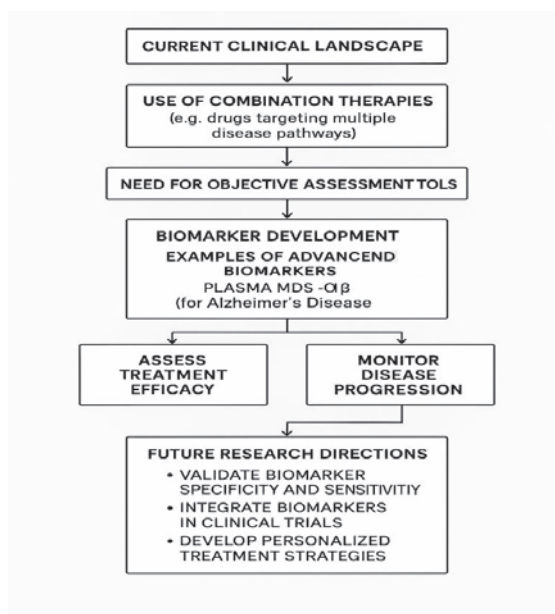 CURRENT CLINICAL LANDSCAPE
USE OF COMBINATION THERAPIES
(e.g. drugs targeting multiple
disease pathways)
NEED FOR OBJECTIVE ASSESSMENT TOLS
BIOMARKER DEVELOPMENT
EXAMPLES OF ADVANCEND
BIOMARKERS
PLASMA MDS -Oβ
(for Alzheimer's Disease
ASSESS
TREATMENT
EFFICACY
MONITOR
DISEASE
PROGRESSION
FUTURE RESEARCH DIRECTIONS
• VALIDATE BIOMARKER
SPECIFICITY AND SENSITIVITIY
• INTEGRATE BIOMARKERS
IN CLINICAL TRIALS
• DEVELOP PERSONALIZED
TREATMENT STRATEGIES